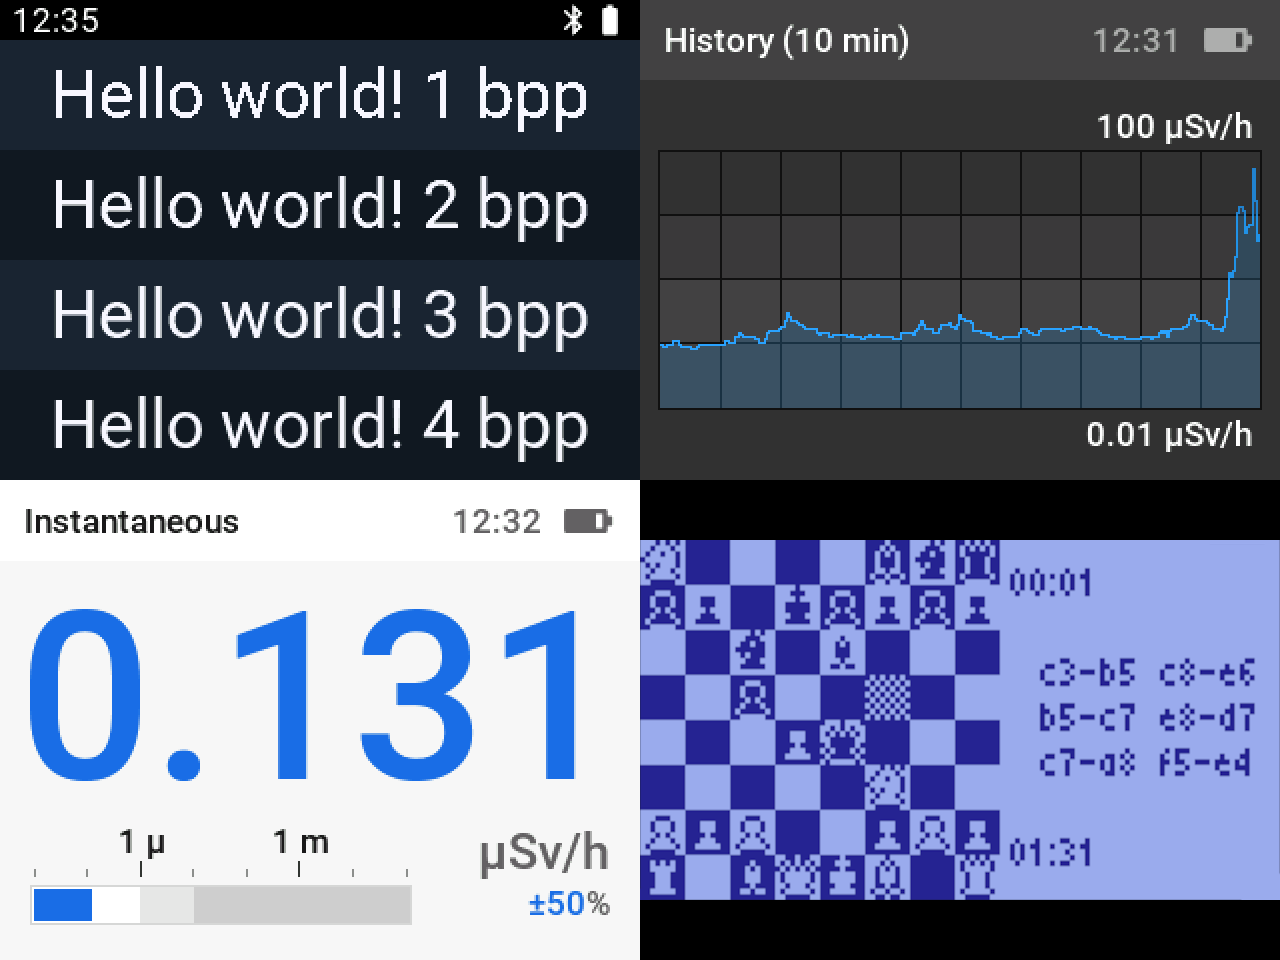 12:35
Hello world! 1 bpp
Hello world! 2 bpp
Hello world! 3 bpp
Hello world! 4 bpp
History (10 min) 12:31
100 µSv/h
0.01 µSv/h
Instantaneous 12:32
0.131
1 µ 1 m
µSv/h
±50%
00:01
c3-b5 c8-e6
b5-c7 e8-d7
c7-a8 f5-e4
01:31